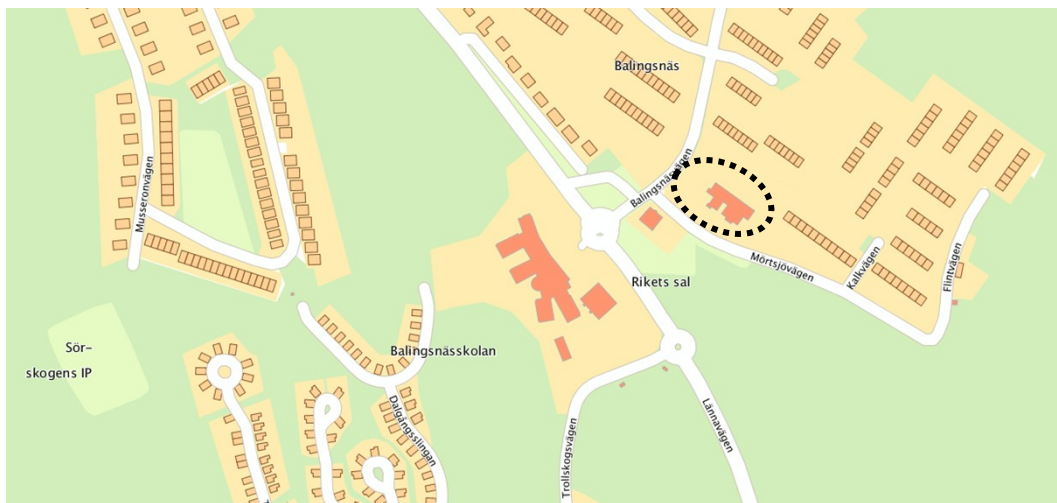 Balingsnäs
Balingsnäsvägen
Musseronvägen
Mörtsjövägen
Kalkvägen
Flintvägen
Rikets sal
Sör-
skogens IP
Balingsnässkolan
Dalgångsslingan
Trollskogsvägen
Lännavägen